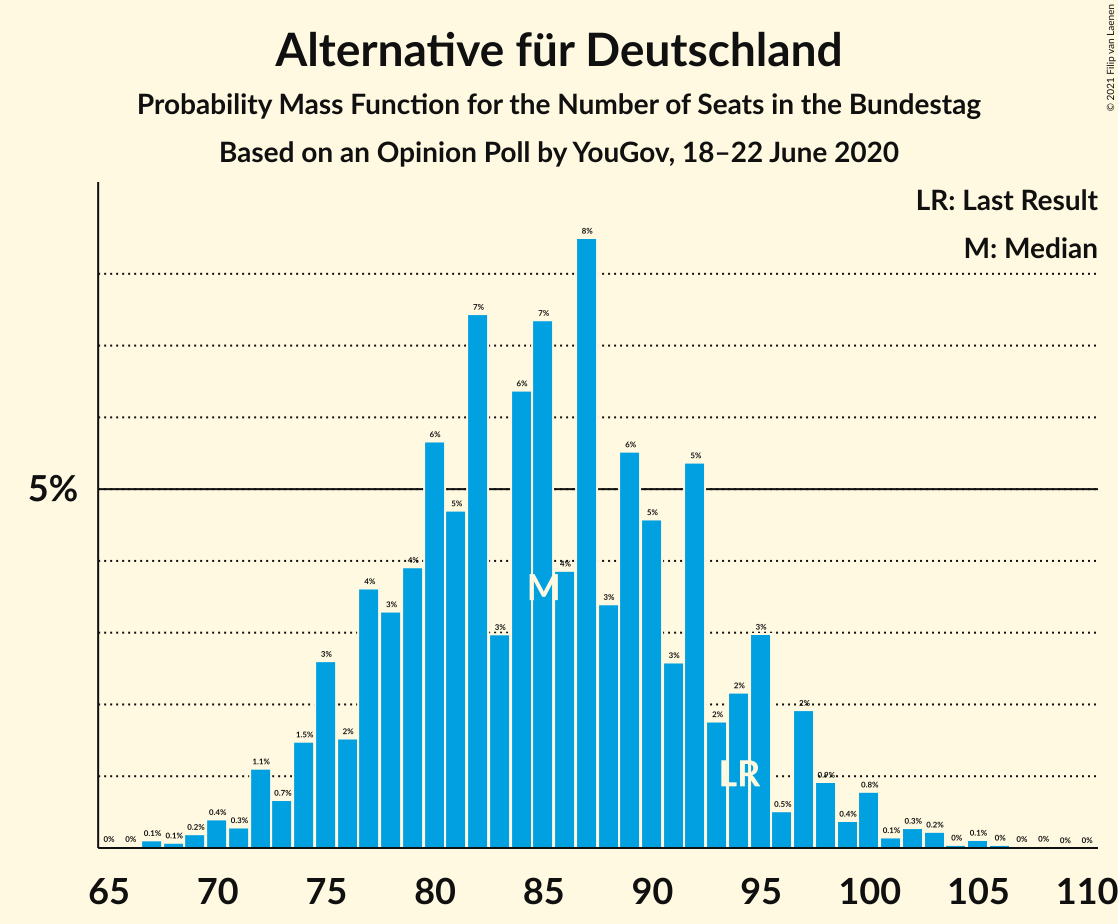 Alternative für Deutschland
Probability Mass Function for the Number of Seats in the Bundestag
Based on an Opinion Poll by YouGov, 18–22 June 2020
© 2021 Filip van Laenen
LR: Last Result
M: Median
5%
0% 0% 0.1% 0.1% 0.2% 0.4% 0.3% 1.1% 0.7% 1.5% 3% 2% 4% 3% 4% 6% 5% 7% 3% 6% 7% 4% 8% 3% 6% 5% 3% 5% 2% 2% 3% 0.5% 2% 0.9% 0.4% 0.8% 0.1% 0.3% 0.2% 0% 0.1% 0% 0% 0% 0% 0%
M
LR
65 70 75 80 85 90 95 100 105 110